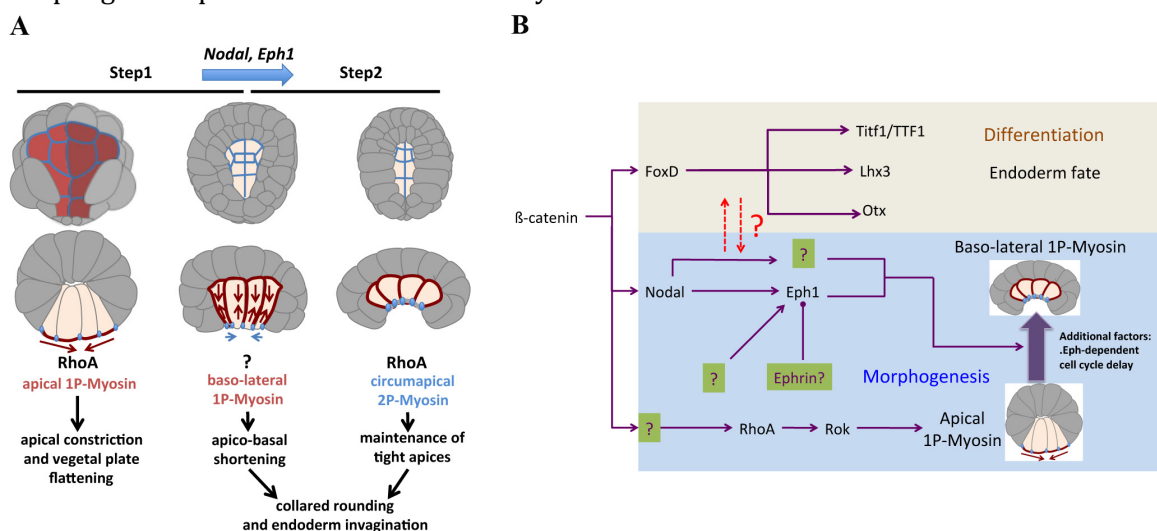 A
B
Nodal, Eph1
Step1
Step2
RhoA
apical 1P-Myosin
?
baso-lateral
1P-Myosin
RhoA
circumapical
2P-Myosin
apical constriction
and vegetal plate
flattening
apico-basal
shortening
maintenance of
tight apices
collared rounding
and endoderm invagination
ß-catenin
FoxD
Titf1/TTF1
Lhx3
Otx
Differentiation
Endoderm fate
?
Nodal
?
Eph1
?
Ephrin?
Morphogenesis
Baso-lateral 1P-Myosin
Additional factors:
.Eph-dependent
cell cycle delay
?
RhoA
Rok
Apical
1P-Myosin